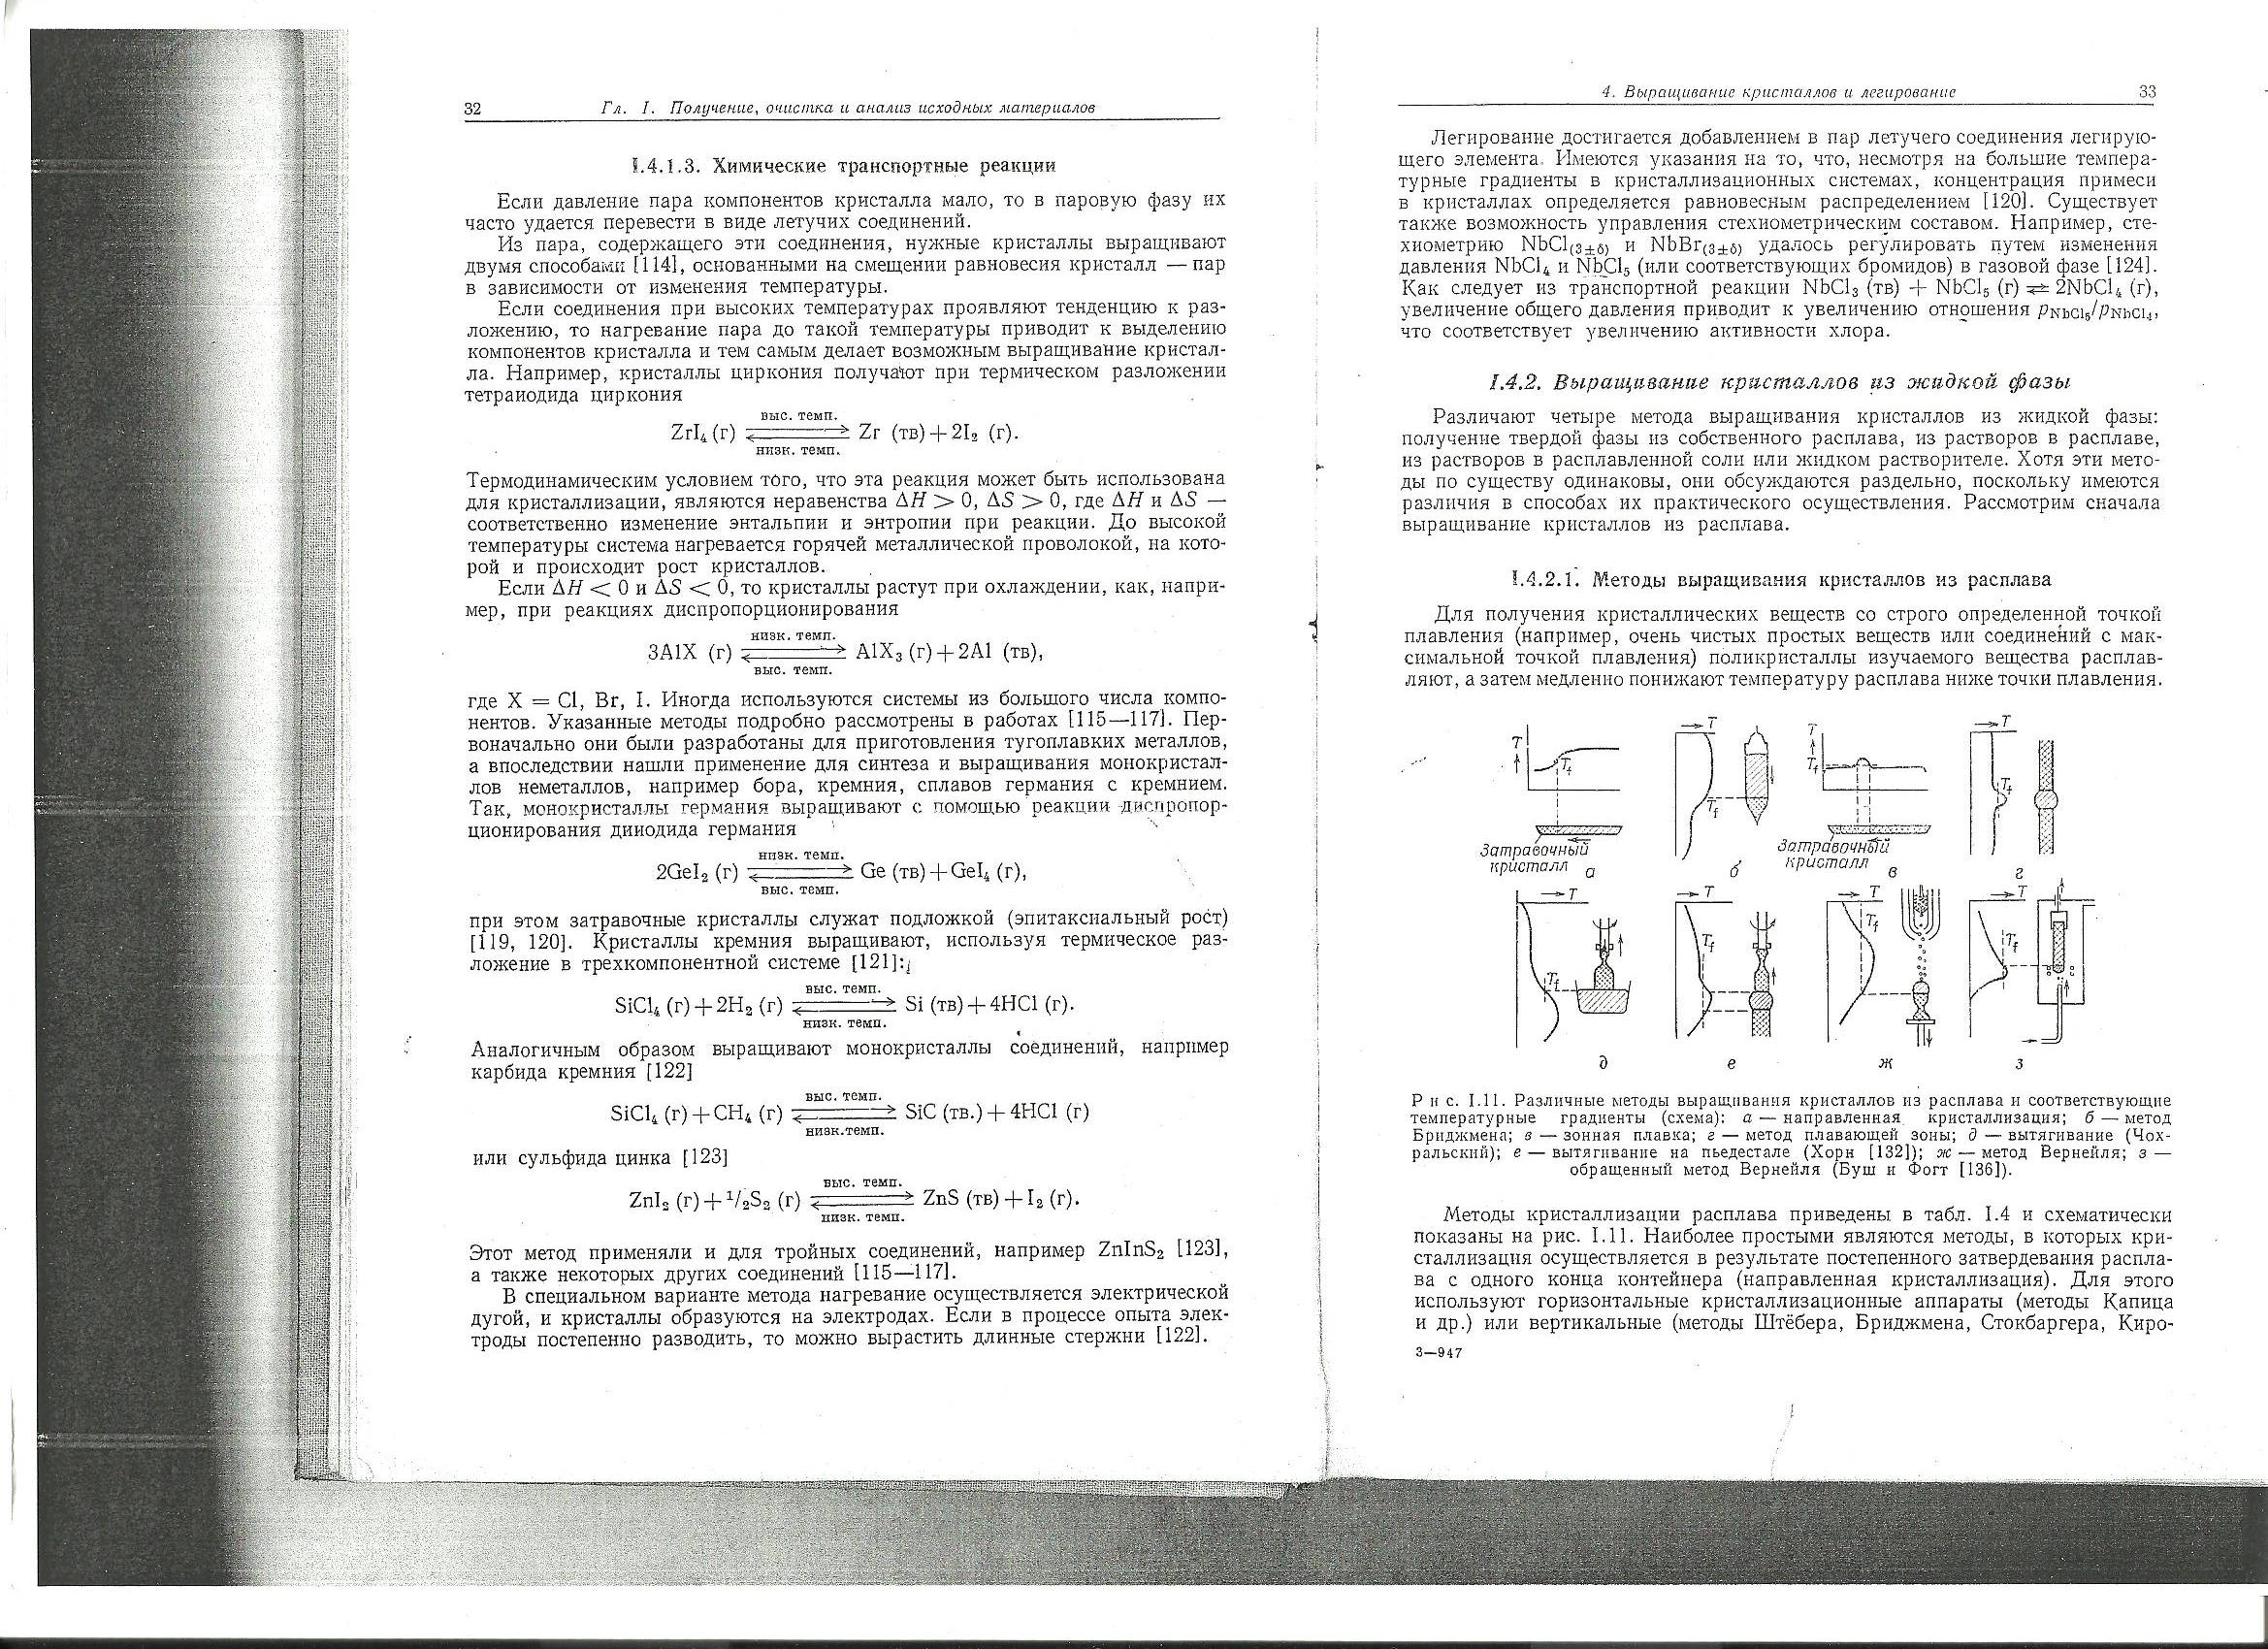 32 Гл. I. Получение, очистка и анализ исходных материалов
I.4.1.3. Химические транспортные реакции
Если давление пара компонентов кристалла мало, то в паровую фазу их
часто удается перевести в виде летучих соединений.
Из пара, содержащего эти соединения, нужные кристаллы выращивают
двумя способами [114], основанными на смещении равновесия кристалл — пар
в зависимости от изменения температуры.
Если соединения при высоких температурах проявляют тенденцию к раз-
ложению, то нагревание пара до такой температуры приводит к выделению
компонентов кристалла и тем самым делает возможным выращивание кристал-
ла. Например, кристаллы циркония получают при термическом разложении
тетраиодида циркония
выс. темп.
ZrI₄ (г) ⇄ Zr (тв) + 2I₂ (г).
низк. темп.
Термодинамическим условием того, что эта реакция может быть использована
для кристаллизации, являются неравенства ΔH > 0, ΔS > 0, где ΔH и ΔS —
соответственно изменение энтальпии и энтропии при реакции. До высокой
температуры система нагревается горячей металлической проволокой, на кото-
рой и происходит рост кристаллов.
Если ΔH < 0 и ΔS < 0, то кристаллы растут при охлаждении, как, напри-
мер, при реакциях диспропорционирования
низк. темп.
3AlX (г) ⇄ AlX₃ (г) + 2Al (тв),
выс. темп.
где X = Cl, Br, I. Иногда используются системы из большого числа компо-
нентов. Указанные методы подробно рассмотрены в работах [115—117]. Пер-
воначально они были разработаны для приготовления тугоплавких металлов,
а впоследствии нашли применение для синтеза и выращивания монокристал-
лов неметаллов, например бора, кремния, сплавов германия с кремнием.
Так, монокристаллы германия выращивают с помощью реакции диспропор-
ционирования дииодида германия
низк. темп.
2GeI₂ (г) ⇄ Ge (тв) + GeI₄ (г),
выс. темп.
при этом затравочные кристаллы служат подложкой (эпитаксиальный рост)
[119, 120]. Кристаллы кремния выращивают, используя термическое раз-
ложение в трехкомпонентной системе [121]:
выс. темп.
SiCl₄ (г) + 2H₂ (г) ⇄ Si (тв) + 4HCl (г).
низк. темп.
Аналогичным образом выращивают монокристаллы соединений, например
карбида кремния [122]
выс. темп.
SiCl₄ (г) + CH₄ (г) ⇄ SiC (тв.) + 4HCl (г)
низк.темп.
или сульфида цинка [123]
выс. темп.
ZnI₂ (г) + ¹/₂S₂ (г) ⇄ ZnS (тв) + I₂ (г).
низк. темп.
Этот метод применяли и для тройных соединений, например ZnInS₂ [123],
а также некоторых других соединений [115—117].
В специальном варианте метода нагревание осуществляется электрической
дугой, и кристаллы образуются на электродах. Если в процессе опыта элек-
троды постепенно разводить, то можно вырастить длинные стержни [122].
4. Выращивание кристаллов и легирование 33
Легирование достигается добавлением в пар летучего соединения легирую-
щего элемента. Имеются указания на то, что, несмотря на большие темпера-
турные градиенты в кристаллизационных системах, концентрация примеси
в кристаллах определяется равновесным распределением [120]. Существует
также возможность управления стехиометрическим составом. Например, сте-
хиометрию NbCl₍₃±δ₎ и NbBr₍₃±δ₎ удалось регулировать путем изменения
давления NbCl₄ и NbCl₅ (или соответствующих бромидов) в газовой фазе [124].
Как следует из транспортной реакции NbCl₃ (тв) + NbCl₅ (г) ⇄ 2NbCl₄ (г),
увеличение общего давления приводит к увеличению отношения pNbCl₅/pNbCl₄,
что соответствует увеличению активности хлора.
I.4.2. Выращивание кристаллов из жидкой фазы
Различают четыре метода выращивания кристаллов из жидкой фазы:
получение твердой фазы из собственного расплава, из растворов в расплаве,
из растворов в расплавленной соли или жидком растворителе. Хотя эти мето-
ды по существу одинаковы, они обсуждаются раздельно, поскольку имеются
различия в способах их практического осуществления. Рассмотрим сначала
выращивание кристаллов из расплава.
I.4.2.1. Методы выращивания кристаллов из расплава
Для получения кристаллических веществ со строго определенной точкой
плавления (например, очень чистых простых веществ или соединений с мак-
симальной точкой плавления) поликристаллы изучаемого вещества расплав-
ляют, а затем медленно понижают температуру расплава ниже точки плавления.
T T T T
Tf Tf Tf Tf
Затравочный кристалл Затравочный кристалл
а б в г
T T T T
Tf Tf Tf Tf
д е ж з
Рис. I.11. Различные методы выращивания кристаллов из расплава и соответствующие
температурные градиенты (схема): а — направленная кристаллизация; б — метод
Бриджмена; в — зонная плавка; г — метод плавающей зоны; д — вытягивание (Чох-
ральский); е — вытягивание на пьедестале (Хорн [132]); ж — метод Вернейля; з —
обращенный метод Вернейля (Буш и Фогт [136]).
Методы кристаллизации расплава приведены в табл. I.4 и схематически
показаны на рис. I.11. Наиболее простыми являются методы, в которых кри-
сталлизация осуществляется в результате постепенного затвердевания распла-
ва с одного конца контейнера (направленная кристаллизация). Для этого
используют горизонтальные кристаллизационные аппараты (методы Капица
и др.) или вертикальные (методы Штёбера, Бриджмена, Стокбаргера, Киро-
3—947